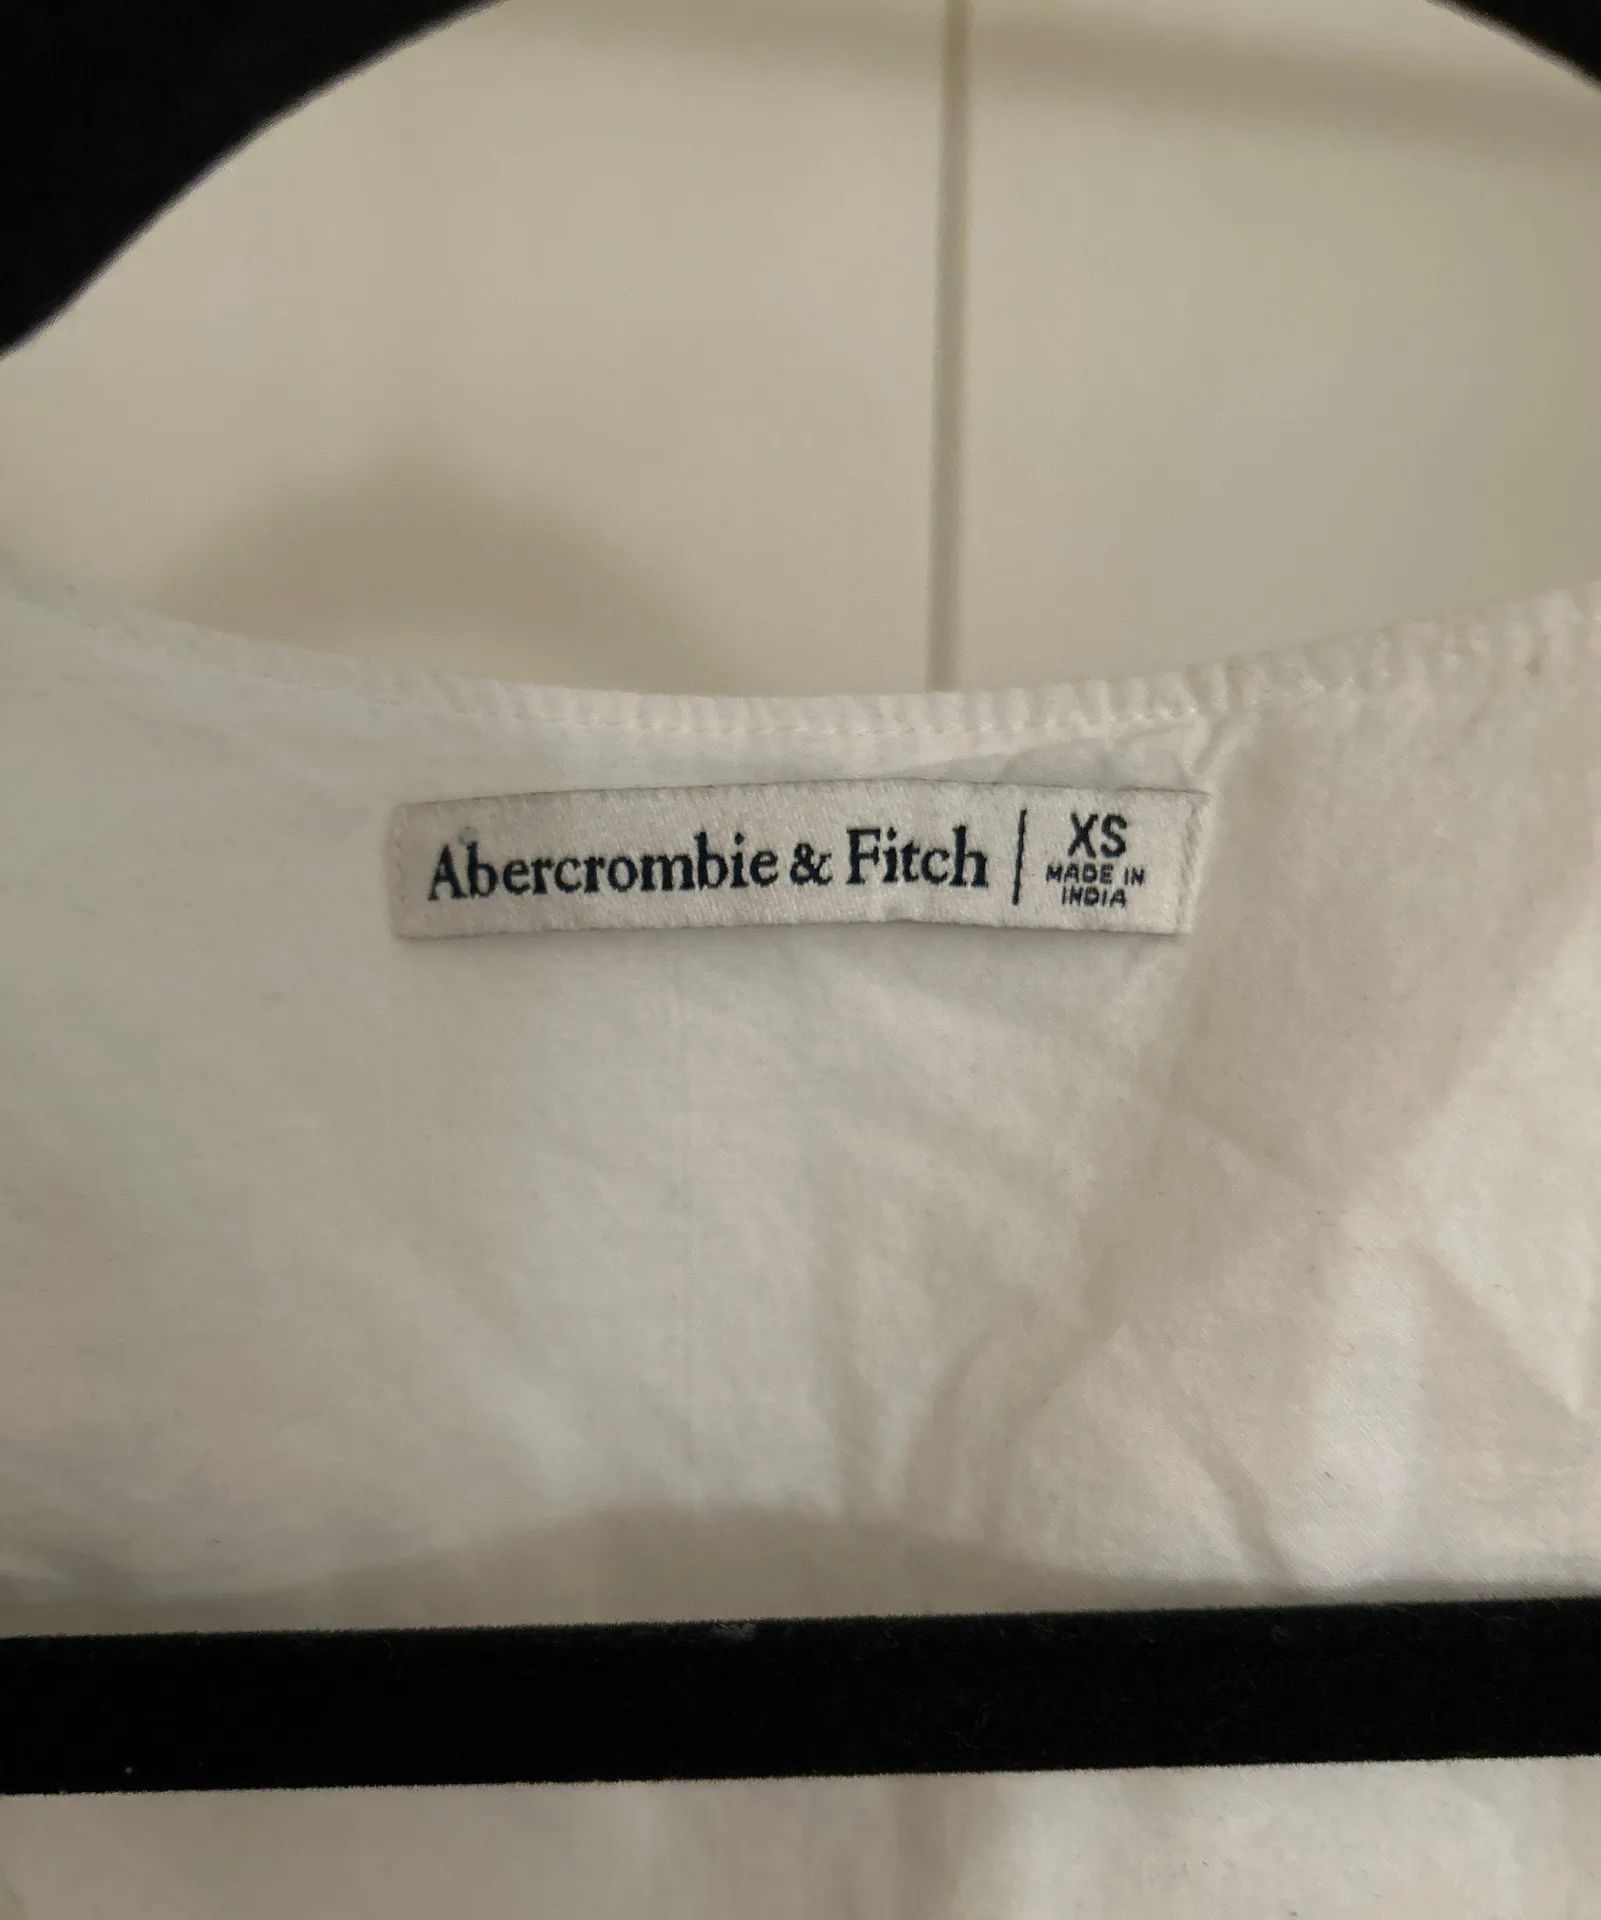 Abercrombie & Fitch | XS
MADE IN
INDIA